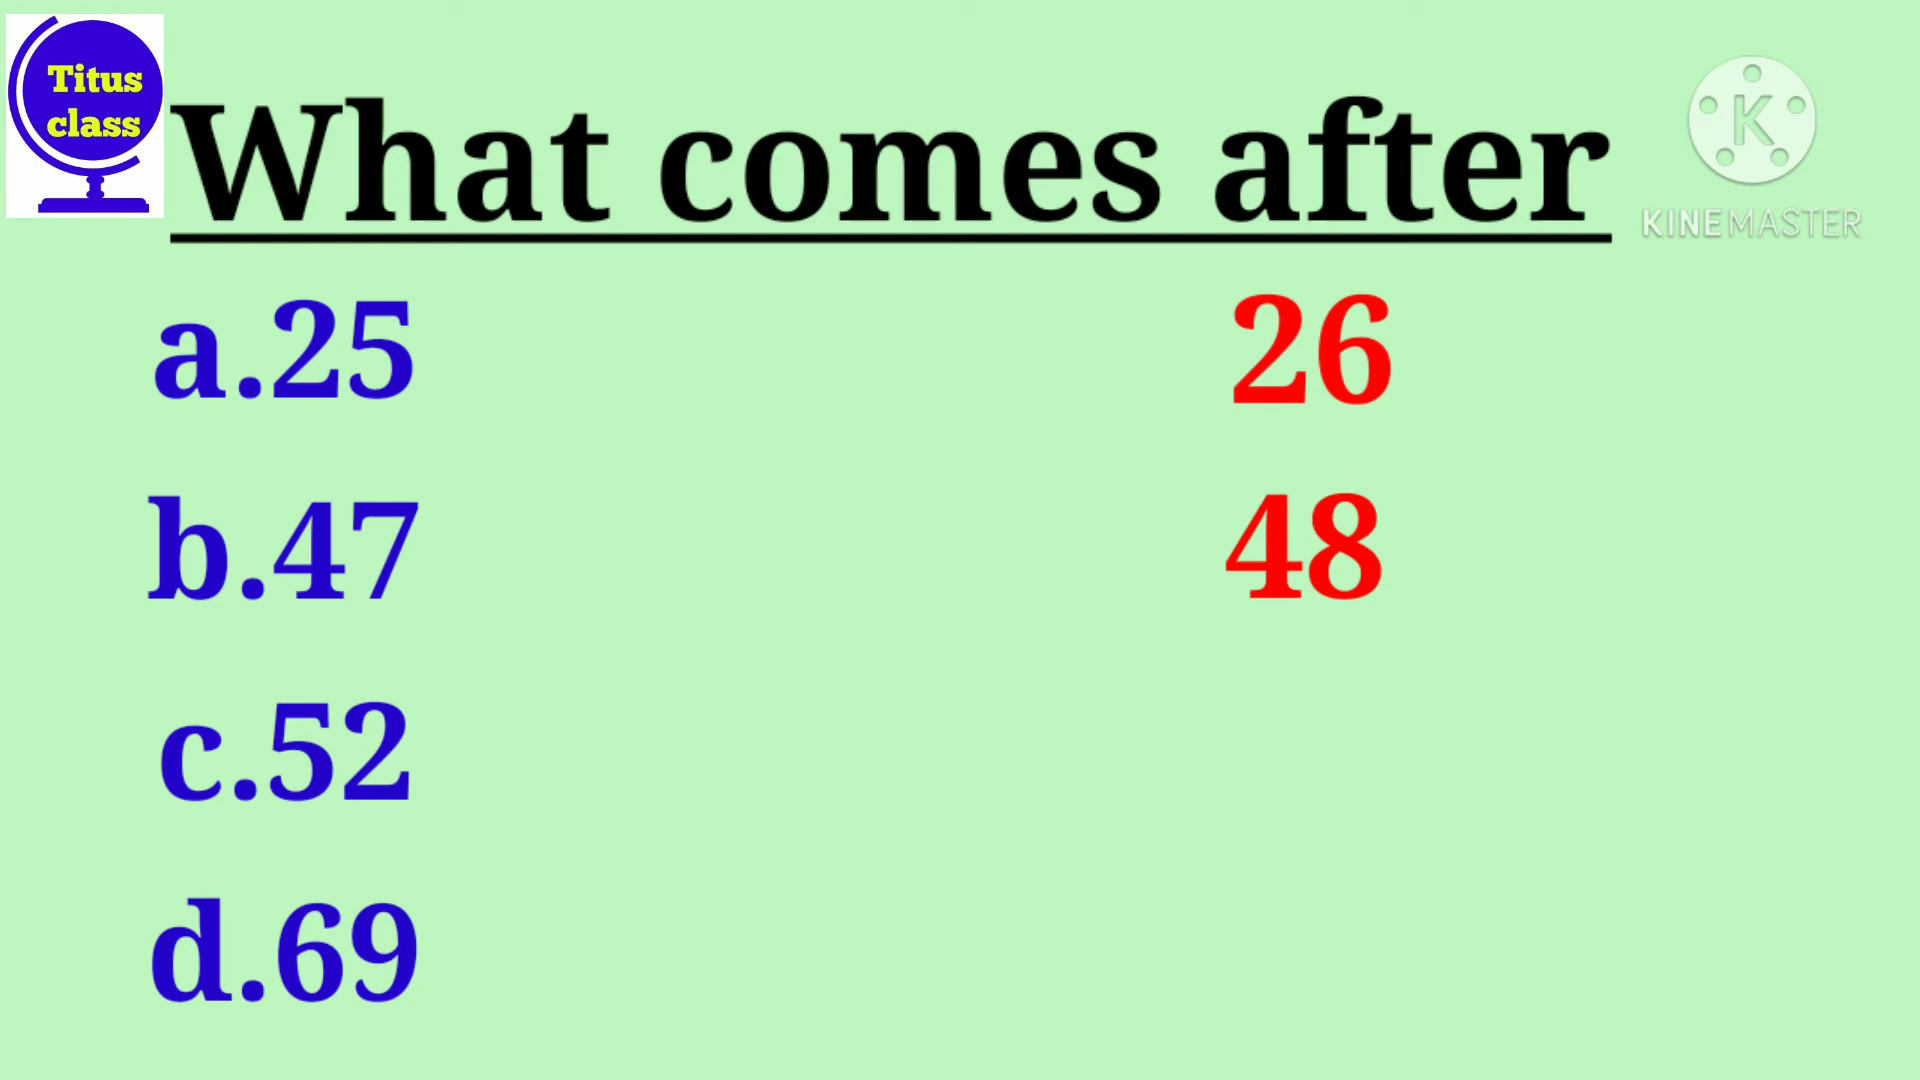 Titus
class
What comes after
KINEMASTER
a.25 26
b.47 48
c.52
d.69